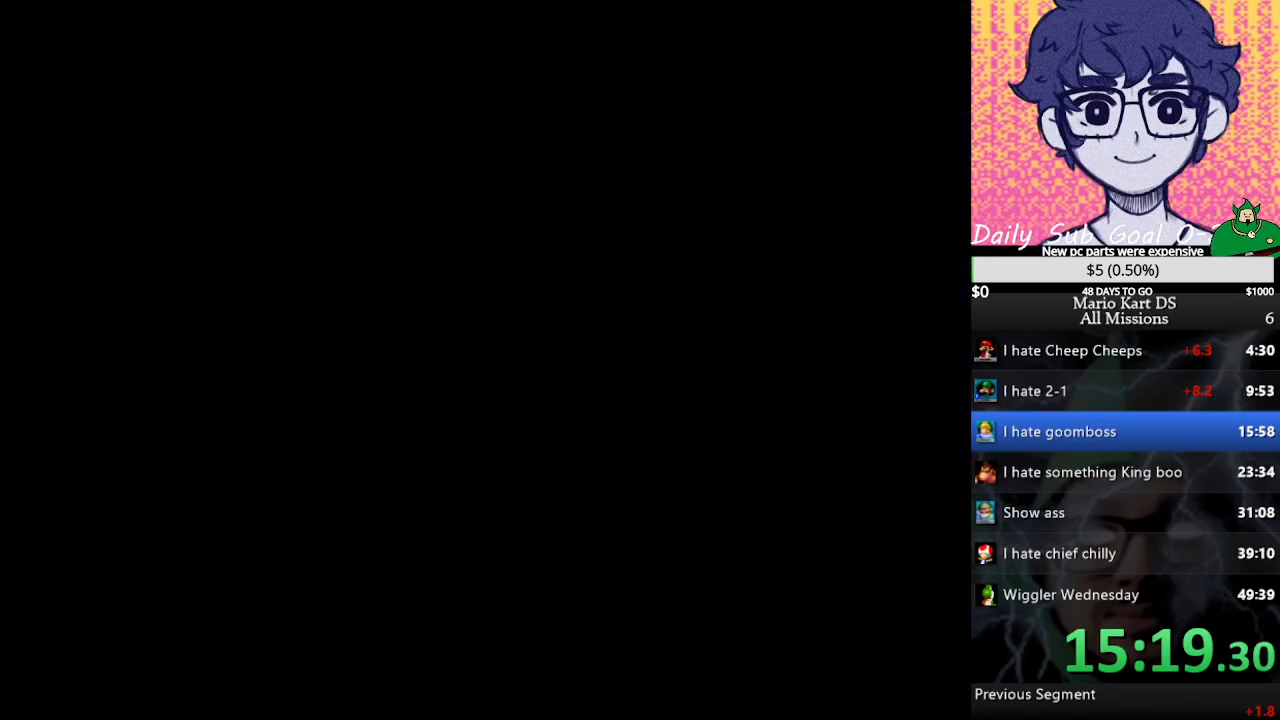 Daily Sub Goal 0-
New pc parts were expensive
$5 (0.50%)
$0 48 DAYS TO GO $1000
Mario Kart DS
All Missions 6
I hate Cheep Cheeps +6.3 4:30
I hate 2-1 +8.2 9:53
I hate goomboss 15:58
I hate something King boo 23:34
Show ass 31:08
I hate chief chilly 39:10
Wiggler Wednesday 49:39
15:19.30
Previous Segment
+1.8